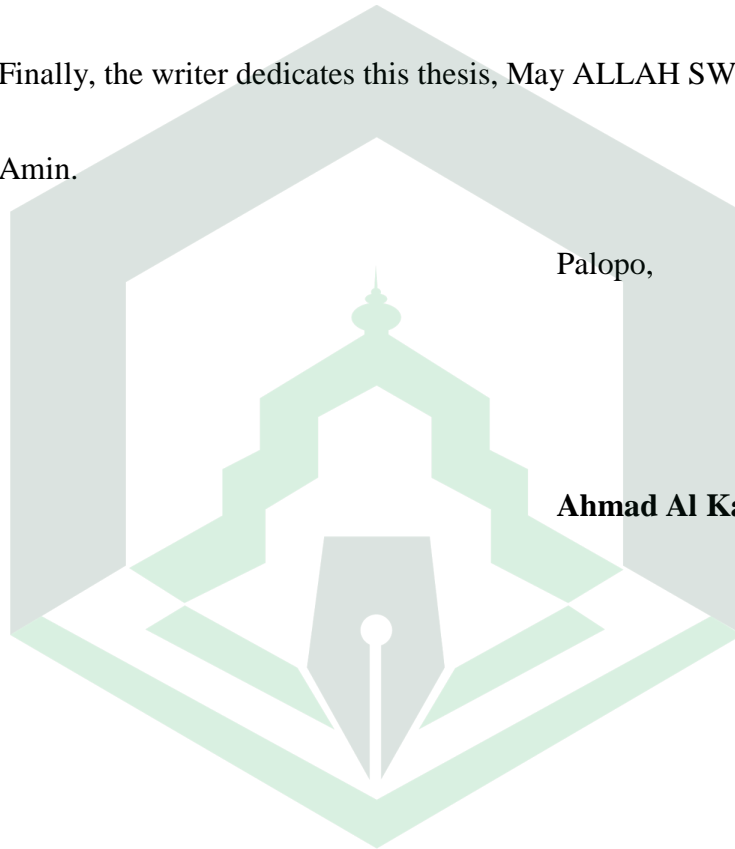 Finally, the writer dedicates this thesis, May ALLAH SW
Amin.
Palopo,
Ahmad Al Ka